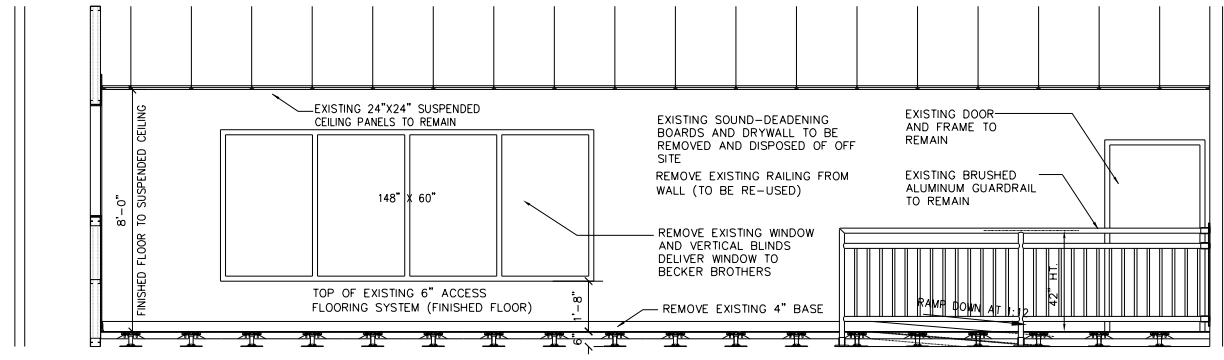 EXISTING 24"X24" SUSPENDED
CEILING PANELS TO REMAIN
FINISHED FLOOR TO SUSPENDED CEILING
8'-0"
148" X 60"
TOP OF EXISTING 6" ACCESS
FLOORING SYSTEM (FINISHED FLOOR)
1'-8"
6"
EXISTING SOUND-DEADENING
BOARDS AND DRYWALL TO BE
REMOVED AND DISPOSED OF OFF
SITE
REMOVE EXISTING RAILING FROM
WALL (TO BE RE-USED)
REMOVE EXISTING WINDOW
AND VERTICAL BLINDS
DELIVER WINDOW TO
BECKER BROTHERS
REMOVE EXISTING 4" BASE
EXISTING DOOR
AND FRAME TO
REMAIN
EXISTING BRUSHED
ALUMINUM GUARDRAIL
TO REMAIN
42" HT.
RAMP DOWN AT 1:12